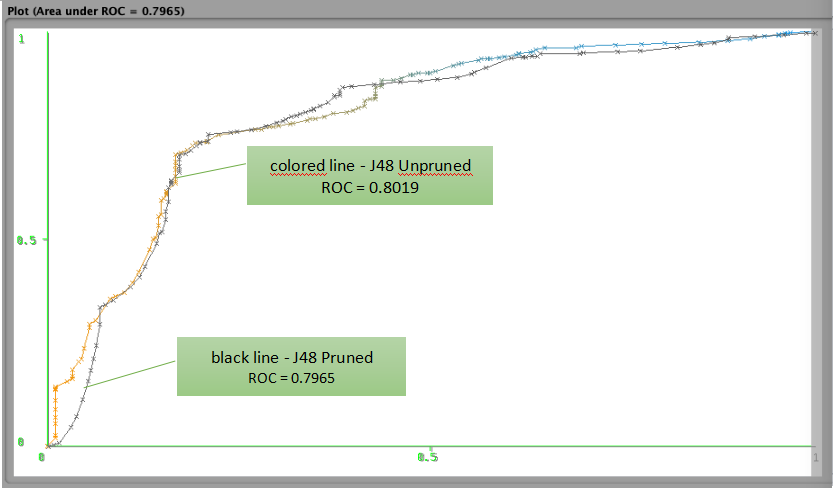 Plot (Area under ROC = 0.7965)
1
colored line - J48 Unpruned
ROC = 0.8019
0.5
black line - J48 Pruned
ROC = 0.7965
0
0
0.5
1